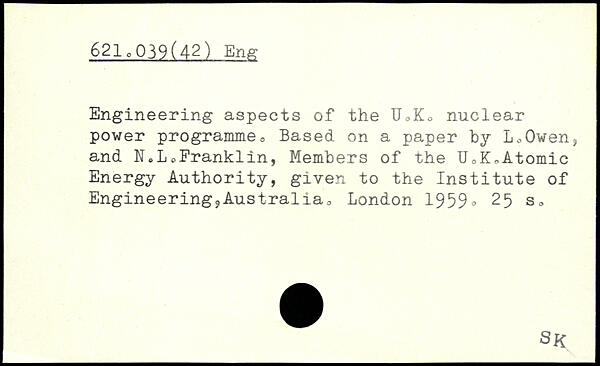 621.039(42) Eng
Engineering aspects of the U.K. nuclear
power programme. Based on a paper by L.Owen,
and N.L.Franklin, Members of the U.K.Atomic
Energy Authority, given to the Institute of
Engineering,Australia. London 1959. 25 s.
SK